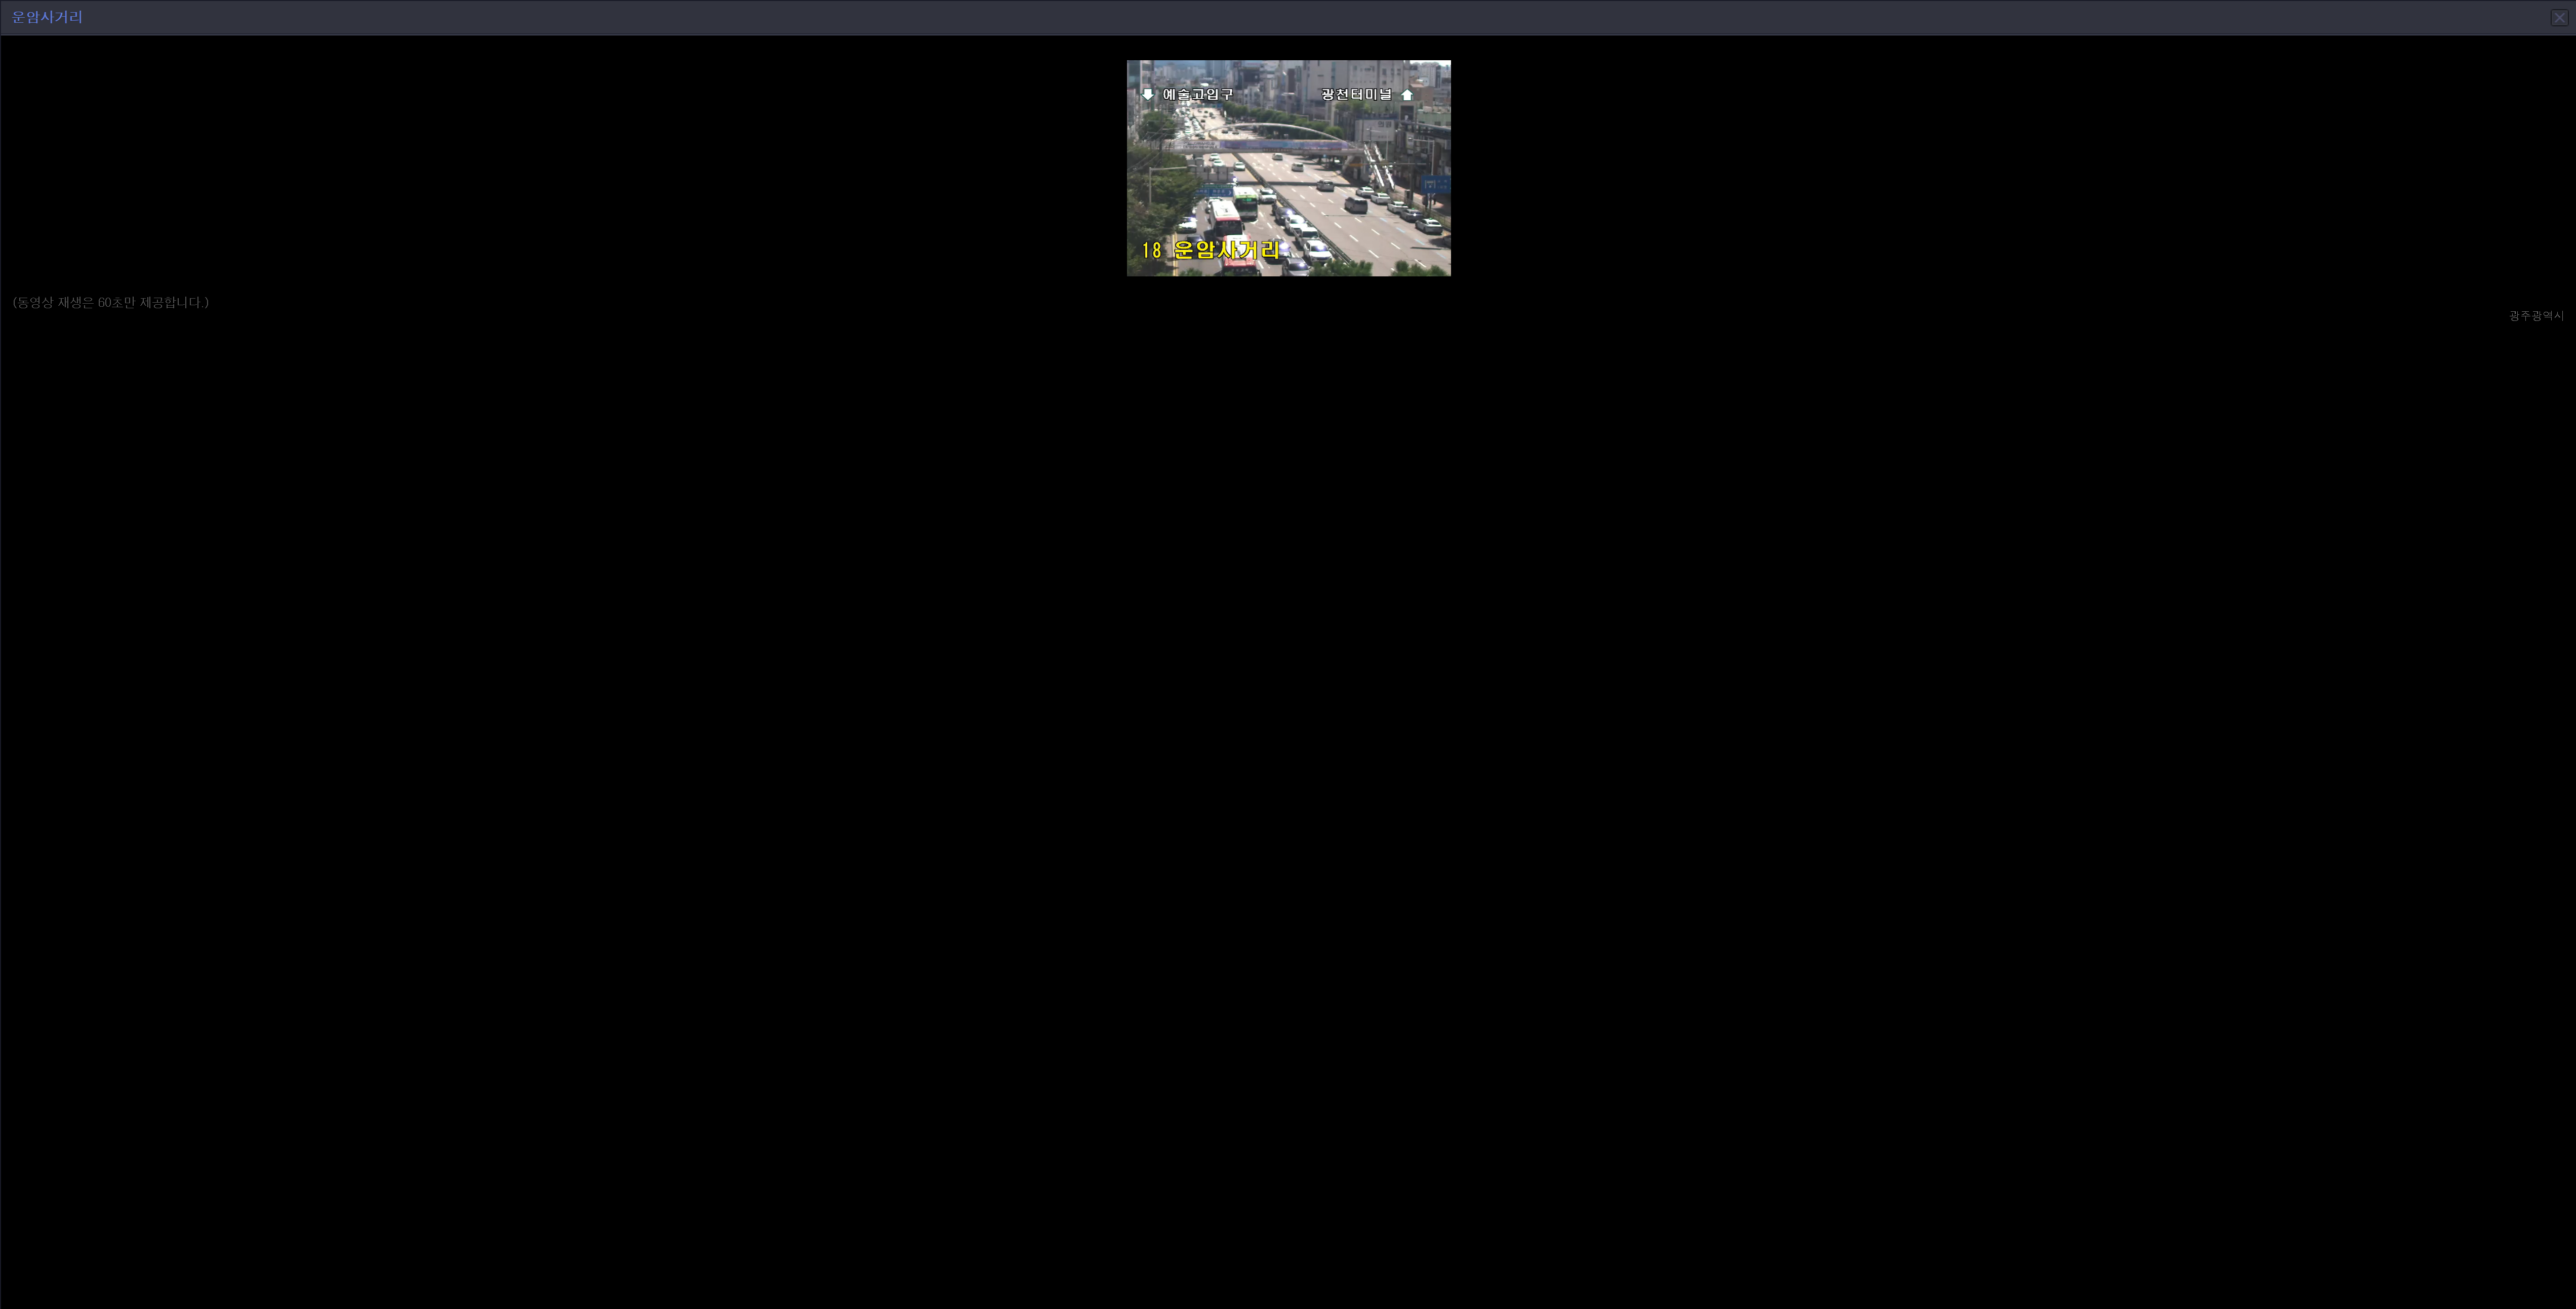 운암사거리
예술고입구 광천터미널
18 운암사거리
(동영상 재생은 60초만 제공합니다.)
광주광역시